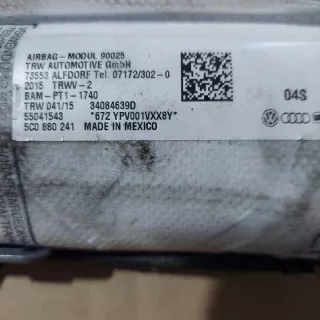 AIRBAG-MODUL 90025
TRW AUTOMOTIVE GmbH
73553 ALFDORF Tel. 07172/302-0
2015 TRWV-2
BAM-PT1-1740
TRW 041/15 34084639D
55041543 *672 YPV001VXX8Y*
5C0 880 241 MADE IN MEXICO
04S